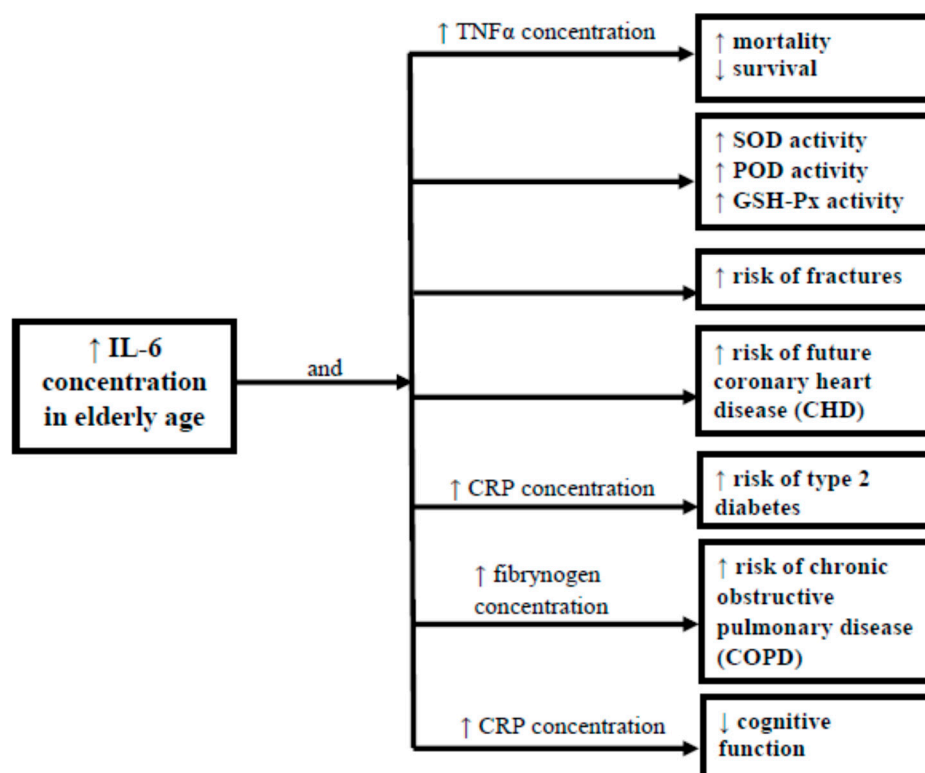 ↑ TNFα concentration
↑ mortality
↓ survival
↑ SOD activity
↑ POD activity
↑ GSH-Px activity
↑ risk of fractures
↑ IL-6
concentration
in elderly age
and
↑ risk of future
coronary heart
disease (CHD)
↑ CRP concentration
↑ risk of type 2
diabetes
↑ fibrynogen
concentration
↑ risk of chronic
obstructive
pulmonary disease
(COPD)
↑ CRP concentration
↓ cognitive
function